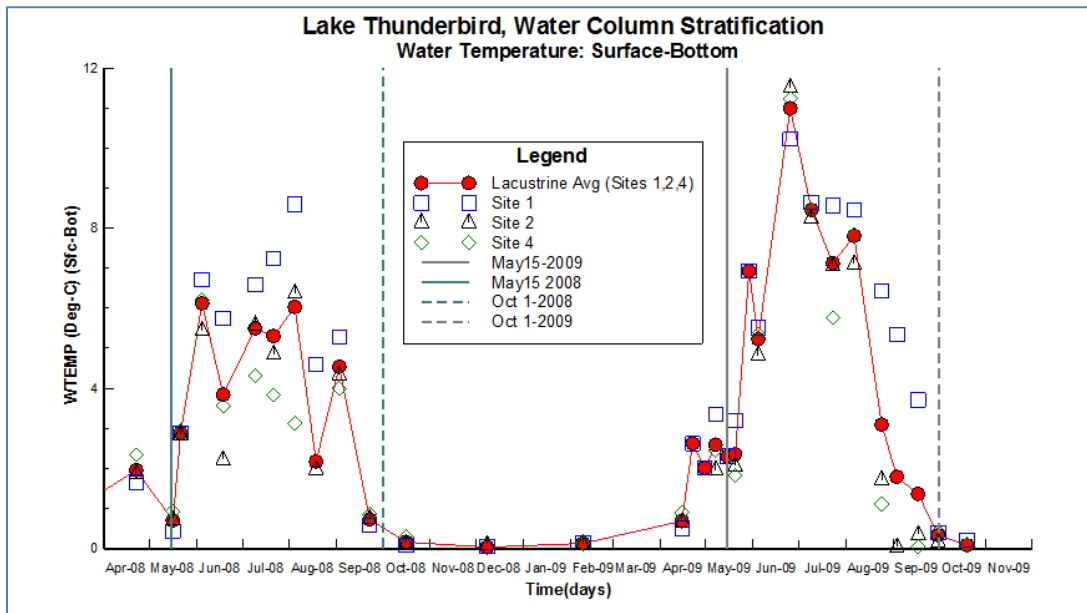 Lake Thunderbird, Water Column Stratification
Water Temperature: Surface-Bottom
WTEMP (Deg-C) (Sfc-Bot)
12
8
4
0
Legend
Lacustrine Avg (Sites 1,2,4)
Site 1
Site 2
Site 4
May15-2009
May15 2008
Oct 1-2008
Oct 1-2009
Apr-08 May-08 Jun-08 Jul-08 Aug-08 Sep-08 Oct-08 Nov-08 Dec-08 Jan-09 Feb-09 Mar-09 Apr-09 May-09 Jun-09 Jul-09 Aug-09 Sep-09 Oct-09 Nov-09
Time(days)